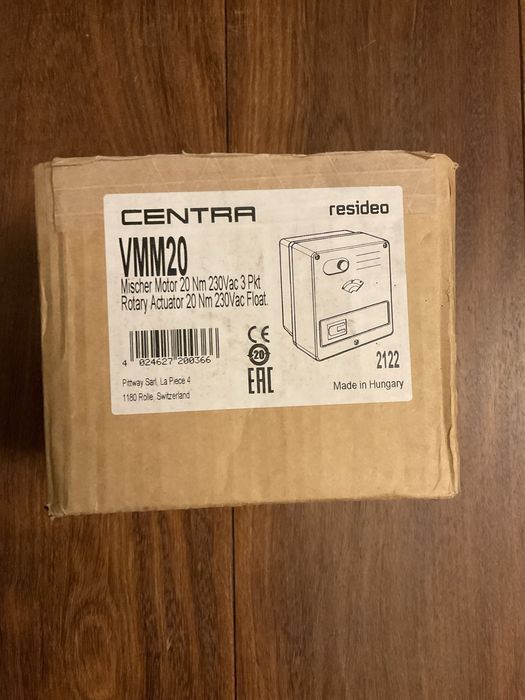 CENTRA
resideo
VMM20
Mischer Motor 20 Nm 230Vac 3 Pkt
Rotary Actuator 20 Nm 230Vac Float.
4 024627 200366
CE
20
EAC
2122
Pittway Sarl, La Piece 4
1180 Rolle, Switzerland
Made in Hungary